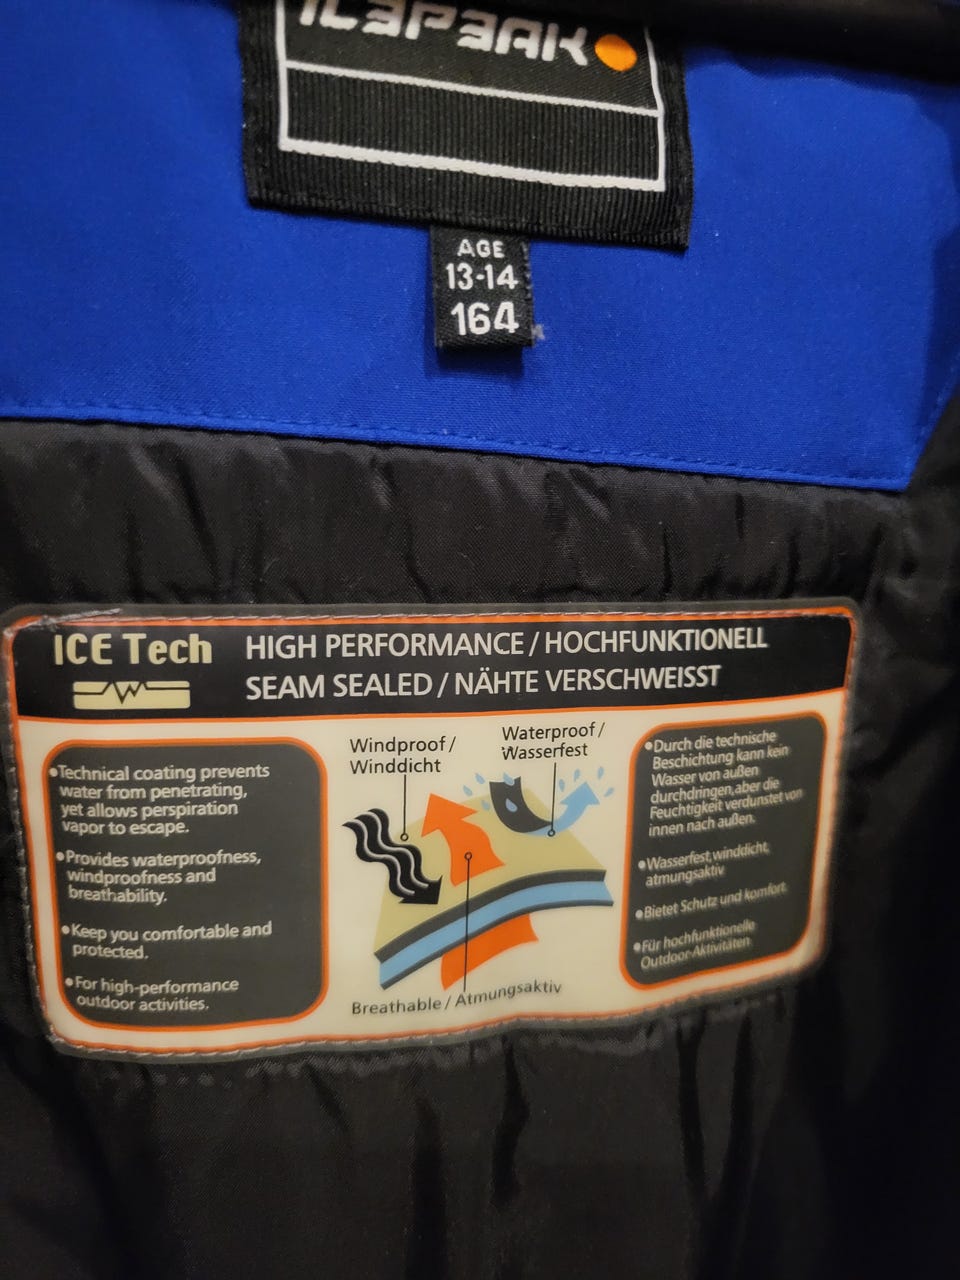 ICEPEAK
AGE
13-14
164
ICE Tech
HIGH PERFORMANCE / HOCHFUNKTIONELL
SEAM SEALED / NÄHTE VERSCHWEISST
•Technical coating prevents
water from penetrating,
yet allows perspiration
vapor to escape.
•Provides waterproofness,
windproofness and
breathability.
•Keep you comfortable and
protected.
•For high-performance
outdoor activities.
Windproof /
Winddicht
Waterproof /
Wasserfest
Breathable / Atmungsaktiv
•Durch die technische
Beschichtung kann kein
Wasser von außen
durchdringen,aber die
Feuchtigkeit verdunstet von
innen nach außen.
•Wasserfest,winddicht,
atmungsaktiv
•Bietet Schutz und komfort.
•Für hochfunktionelle
Outdoor-Aktivitäten